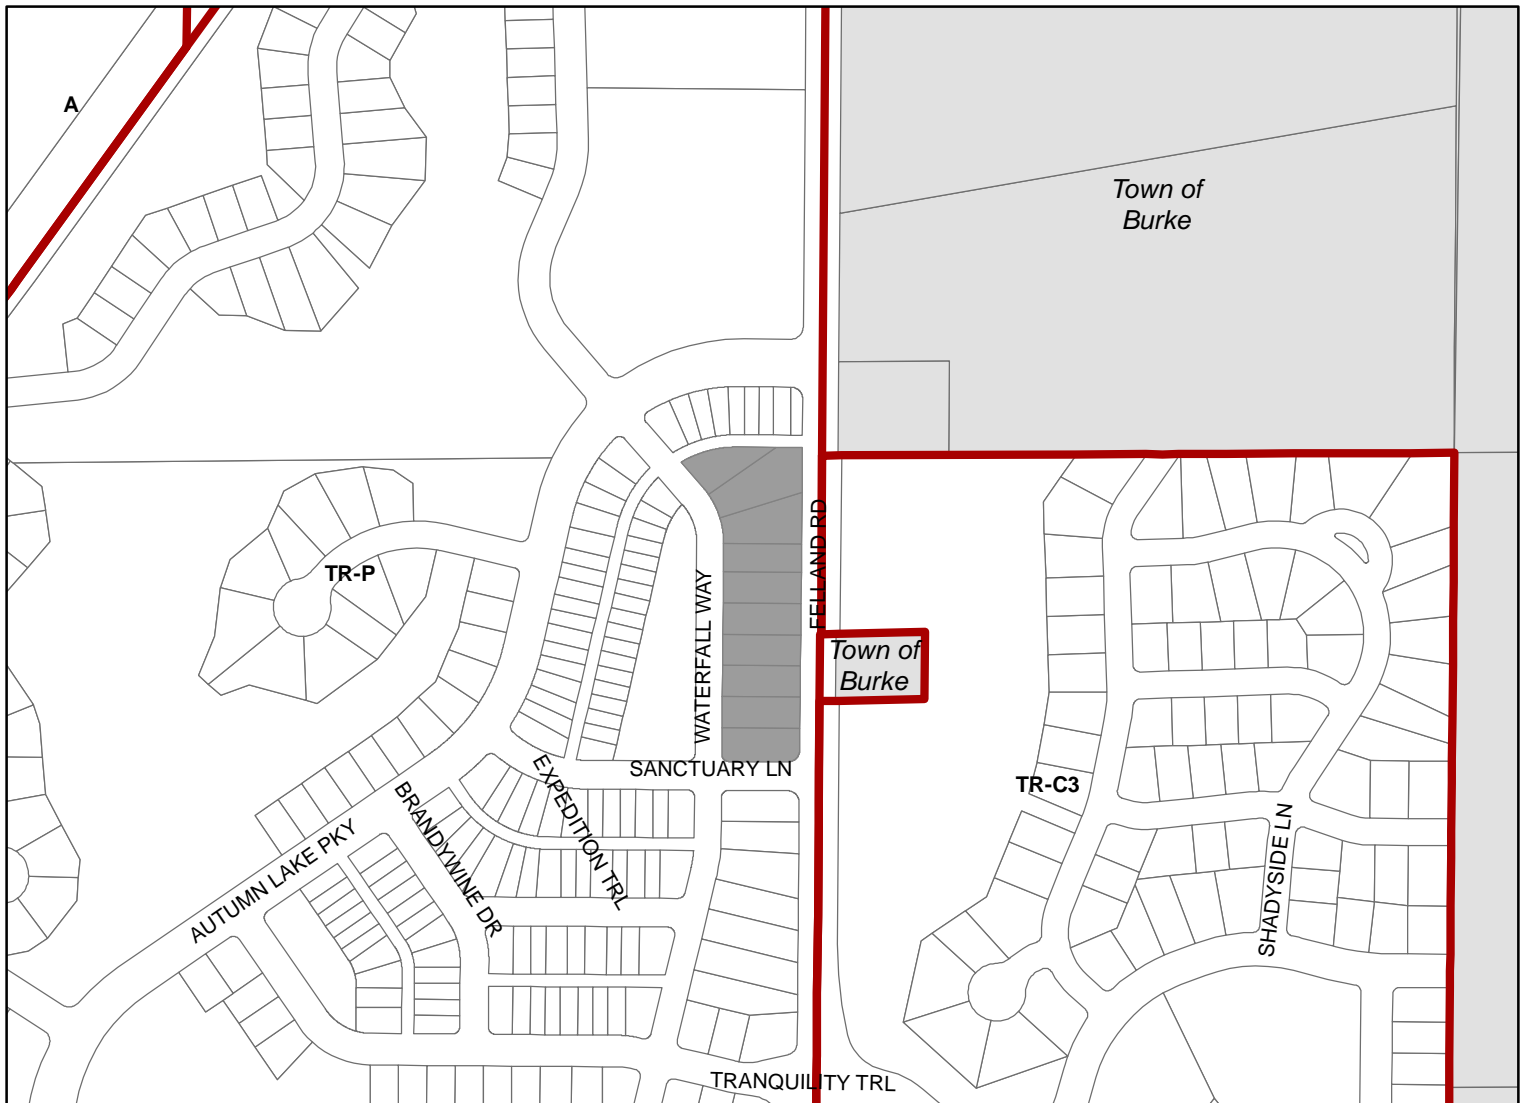 A
Town of
Burke
FELLAND RD
TR-P
WATERFALL WAY
Town of
Burke
SANCTUARY LN
EXPEDITION TRL
BRANDYWINE DR
TR-C3
AUTUMN LAKE PKY
SHADYSIDE LN
TRANQUILITY TRL